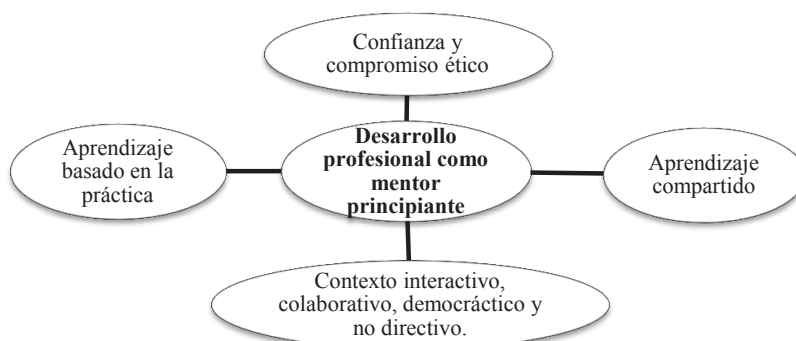 Confianza y
compromiso ético
Aprendizaje
basado en la
práctica
Desarrollo
profesional como
mentor
principiante
Aprendizaje
compartido
Contexto interactivo,
colaborativo, democráctico y
no directivo.